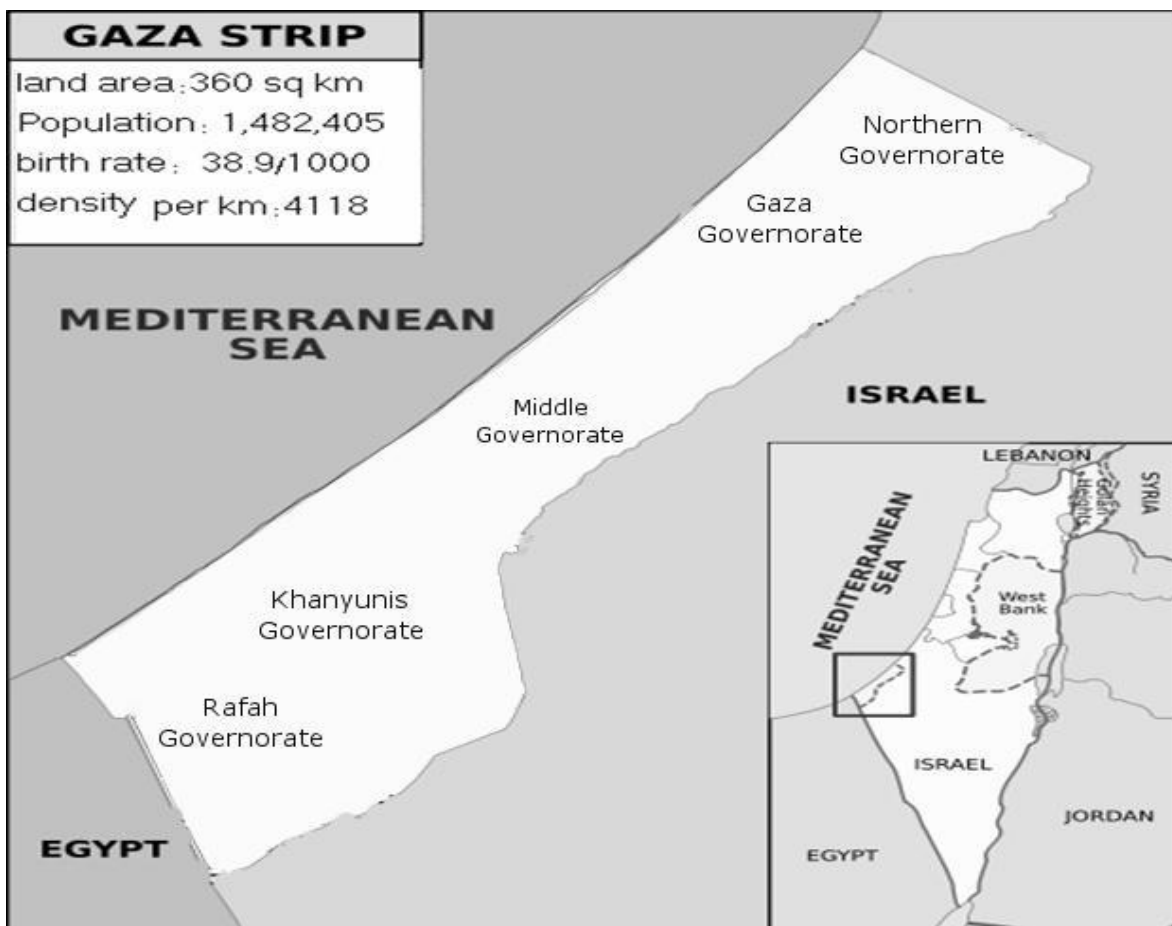 GAZA STRIP
land area:360 sq km
Population: 1,482,405
birth rate: 38.9/1000
density per km:4118
Northern
Governorate
Gaza
Governorate
MEDITERRANEAN
SEA
ISRAEL
Middle
Governorate
Khanyunis
Governorate
Rafah
Governorate
EGYPT
LEBANON
Golan
Heights
SYRIA
MEDITERRANEAN
SEA
West
Bank
ISRAEL
JORDAN
EGYPT